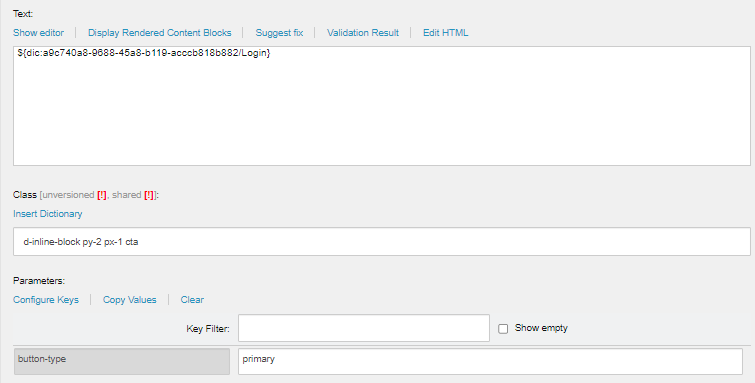 Text:
Show editor | Display Rendered Content Blocks | Suggest fix | Validation Result | Edit HTML
${dic:a9c740a8-9688-45a8-b119-acccb818b882/Login}
Class [unversioned [!], shared [!]]:
Insert Dictionary
d-inline-block py-2 px-1 cta
Parameters:
Configure Keys | Copy Values | Clear
Key Filter: Show empty
button-type primary